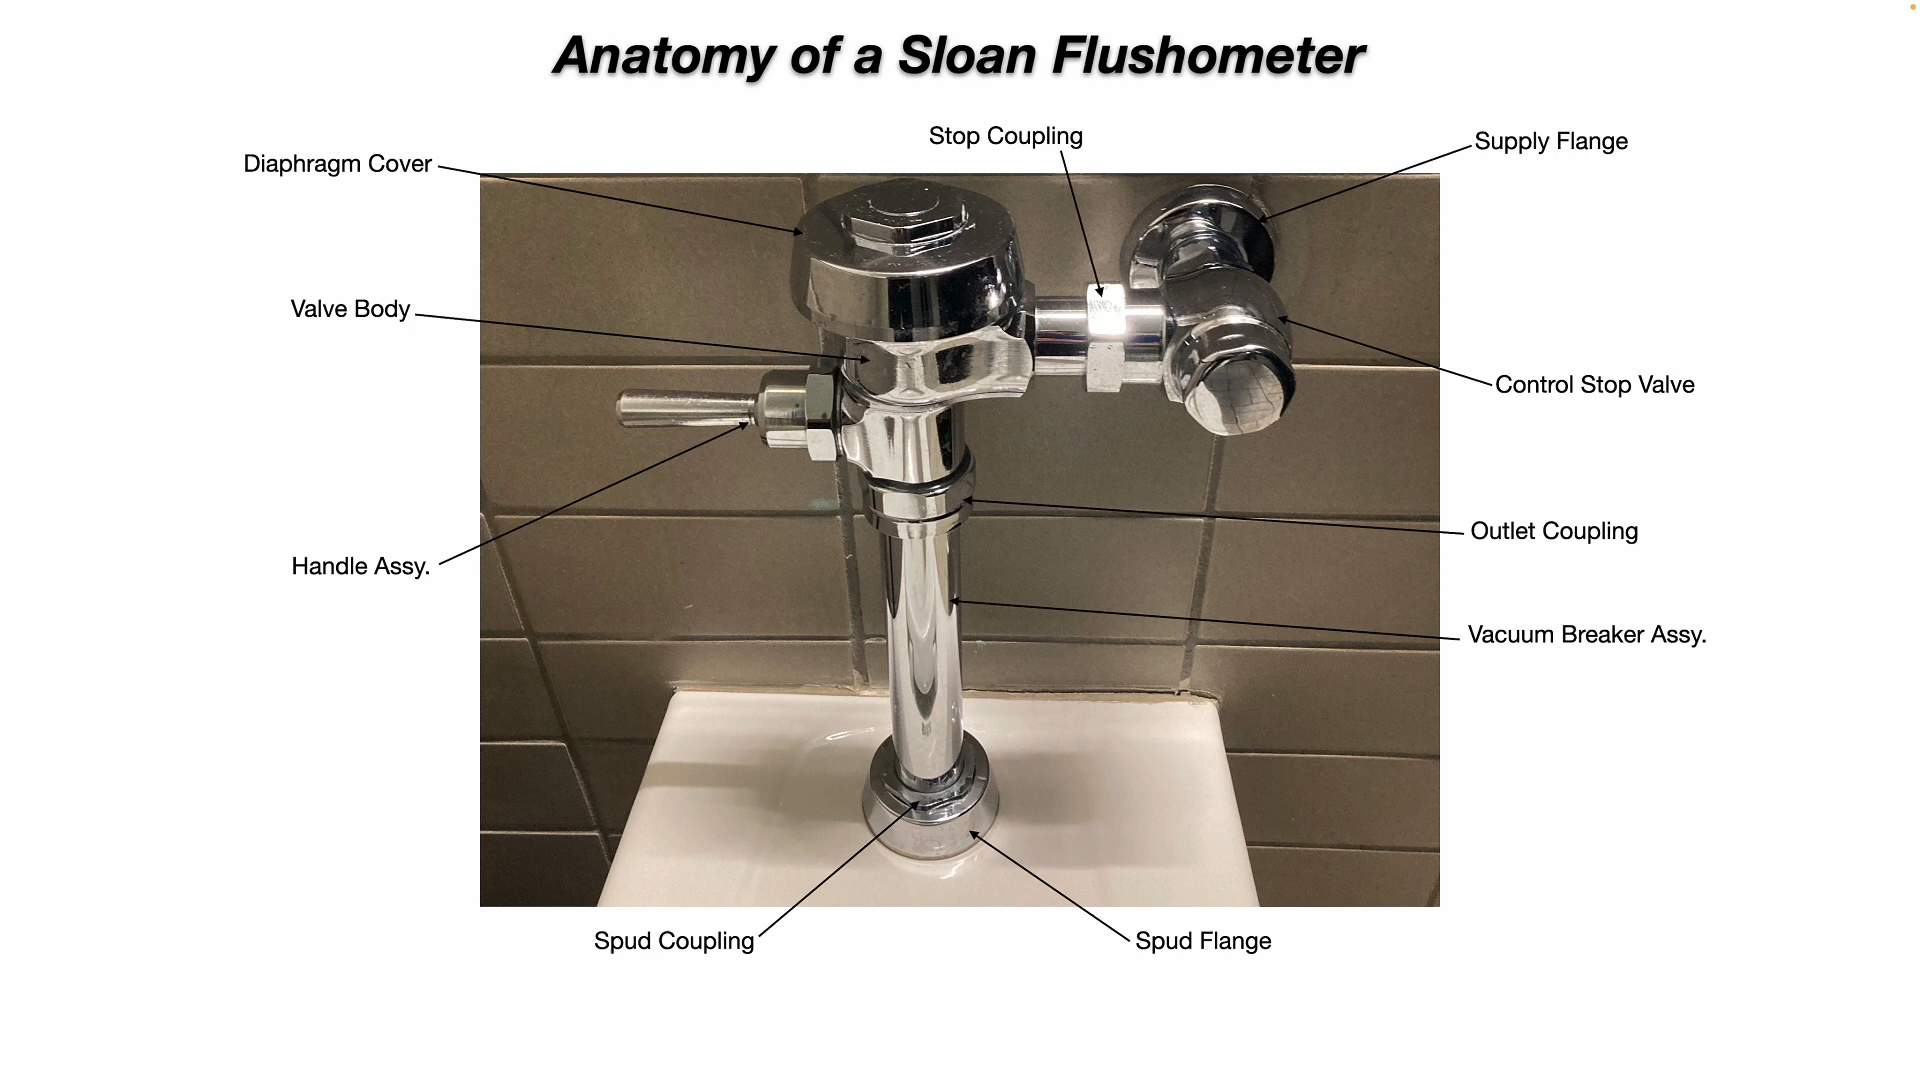 Anatomy of a Sloan Flushometer
Stop Coupling
Supply Flange
Diaphragm Cover
Valve Body
Control Stop Valve
Outlet Coupling
Handle Assy.
Vacuum Breaker Assy.
Spud Coupling
Spud Flange